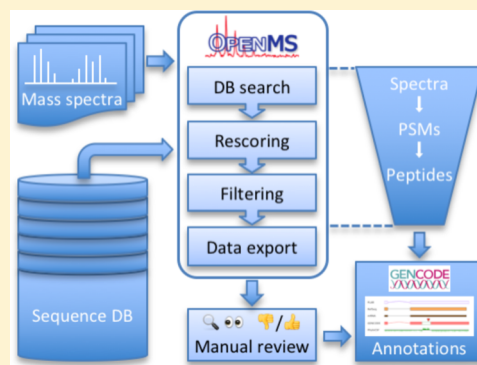 OPENMS
Mass spectra
DB search
Rescoring
Filtering
Data export
Spectra
PSMs
Peptides
Sequence DB
GENCODE
Manual review
Annotations